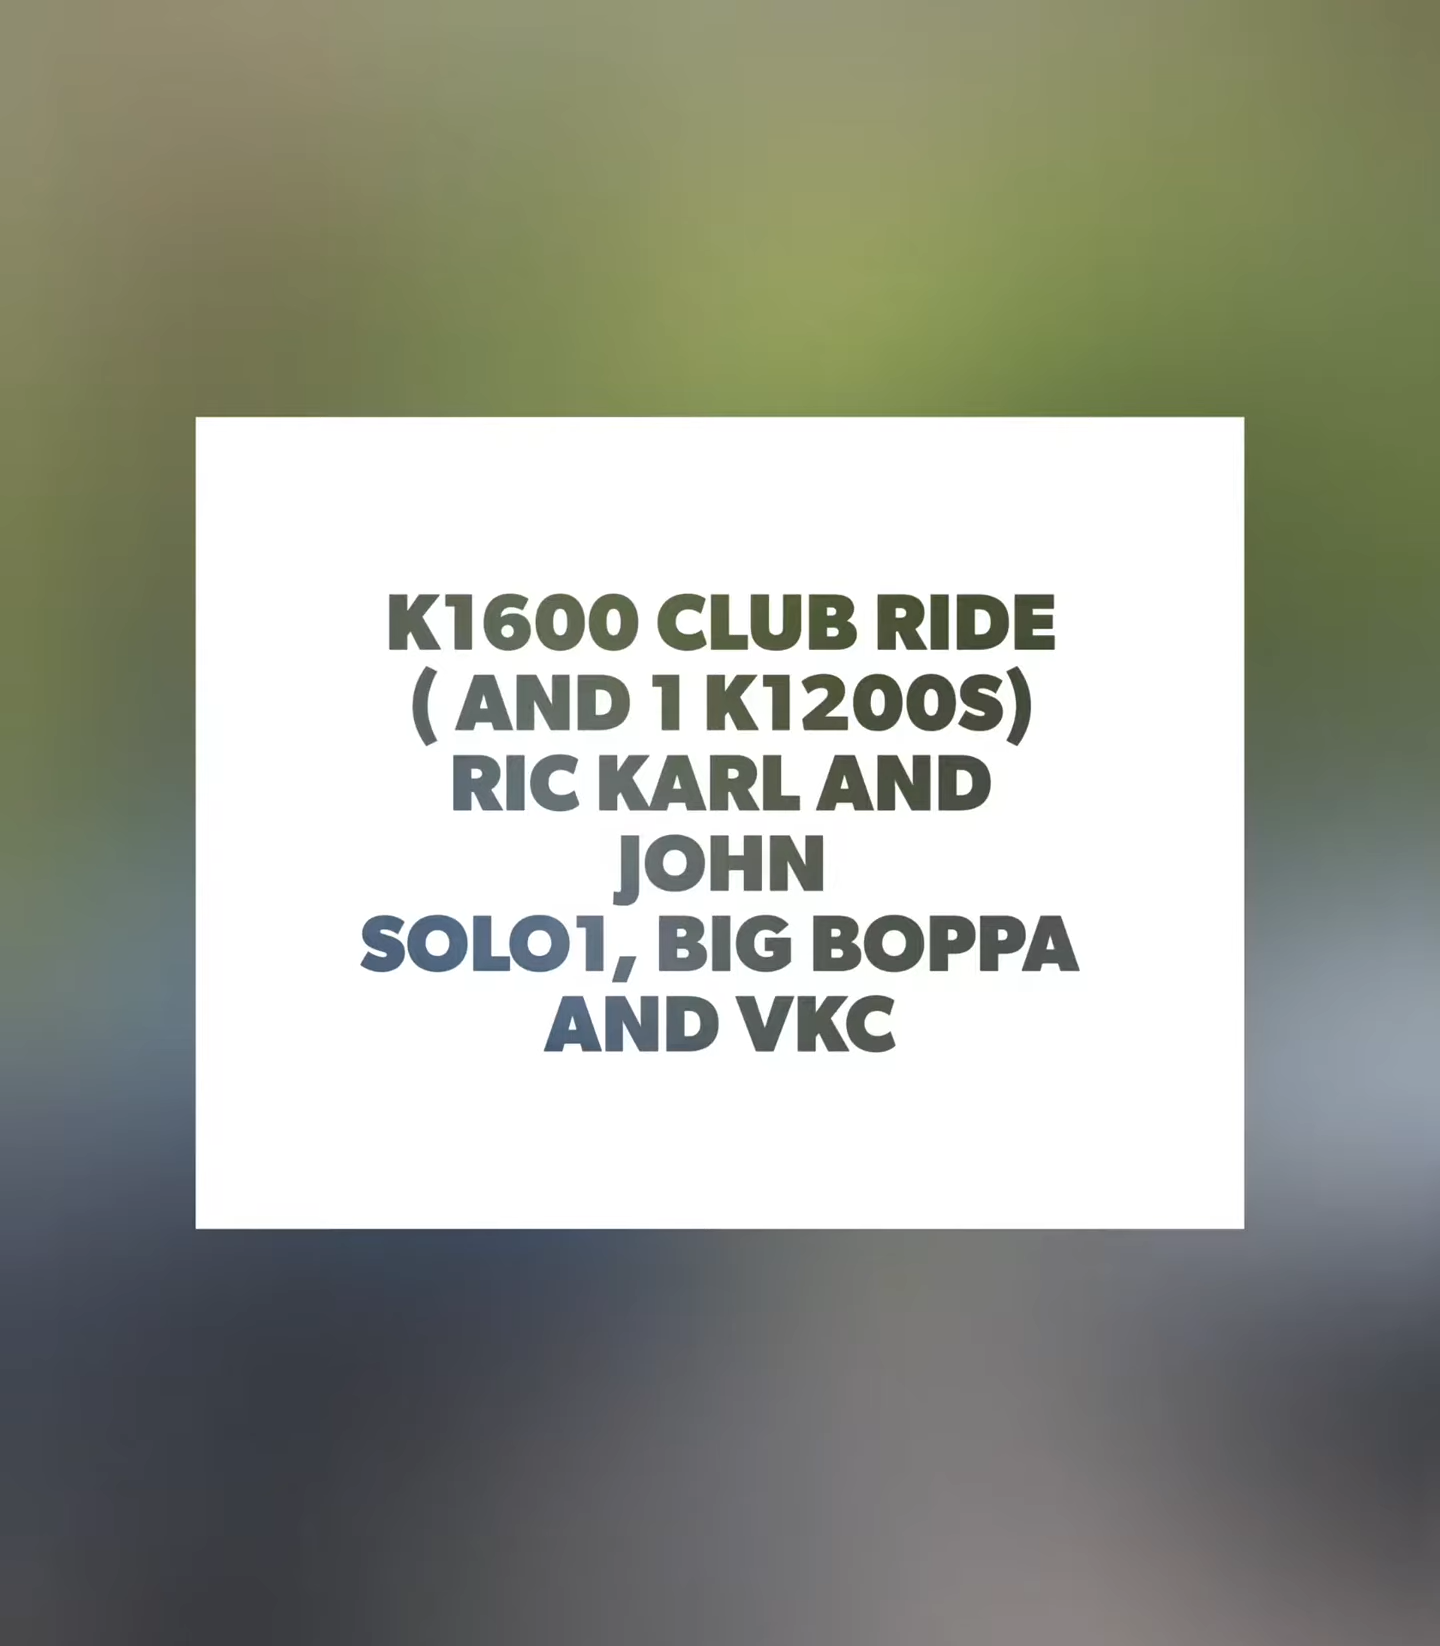 K1600 CLUB RIDE
( AND 1 K1200S)
RIC KARL AND
JOHN
SOLO1, BIG BOPPA
AND VKC